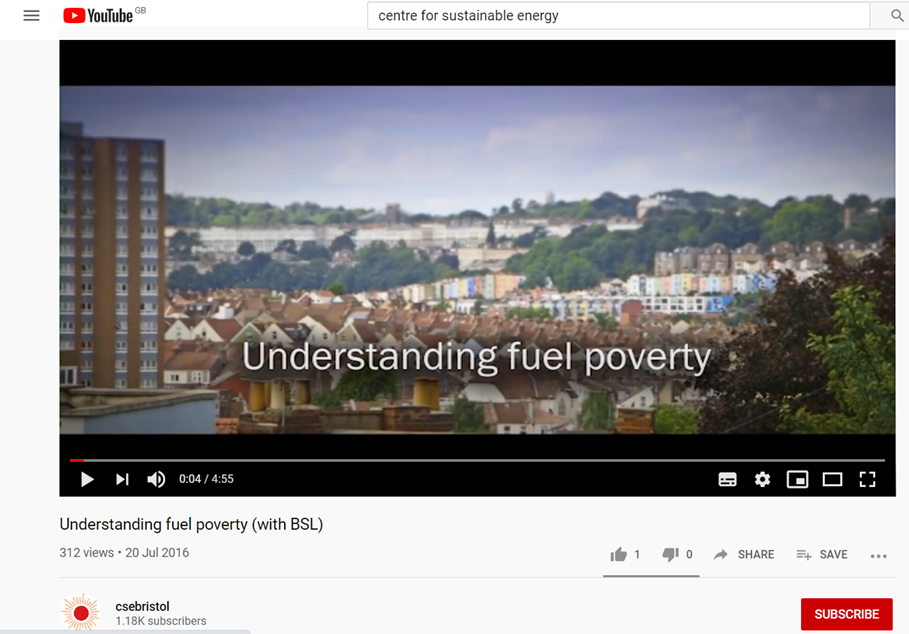 YouTube GB
centre for sustainable energy
Understanding fuel poverty
0:04 / 4:55
Understanding fuel poverty (with BSL)
312 views • 20 Jul 2016
1 0 SHARE SAVE
csebristol
1.18K subscribers
SUBSCRIBE